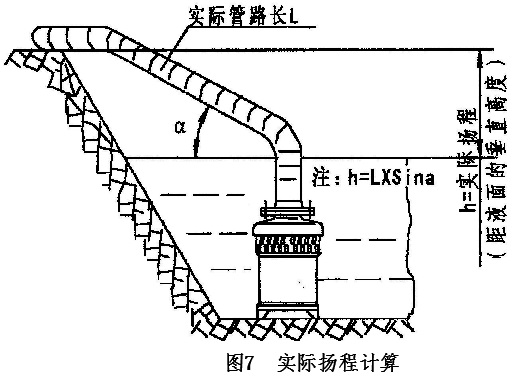 实际管路长L
α
注：h=LXSina
h=实际扬程
（距液面的垂直高度）
图7 实际扬程计算